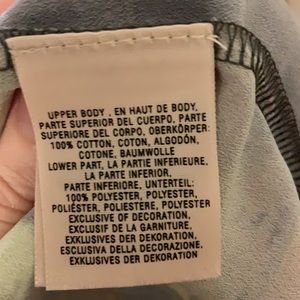 UPPER BODY , EN HAUT DE BODY,
PARTE SUPERIOR DEL CUERPO, PARTE
SUPERIORE DEL CORPO, OBERKÖRPER:
100% COTTON, COTON, ALGODÓN,
COTONE, BAUMWOLLE
LOWER PART, LA PARTIE INFERIEURE,
LA PARTE INFERIOR,
PARTE INFERIORE, UNTERTEIL:
100% POLYESTER, POLYESTER,
POLIÉSTER, POLIESTERE, POLYESTER
EXCLUSIVE OF DECORATION,
EXCLUSIF DE LA GARNITURE,
EXKLUSIVES DER DEKORATION,
ESCLUSIVA DELLA DECORAZIONE,
EXKLUSIVES DER DEKORATION